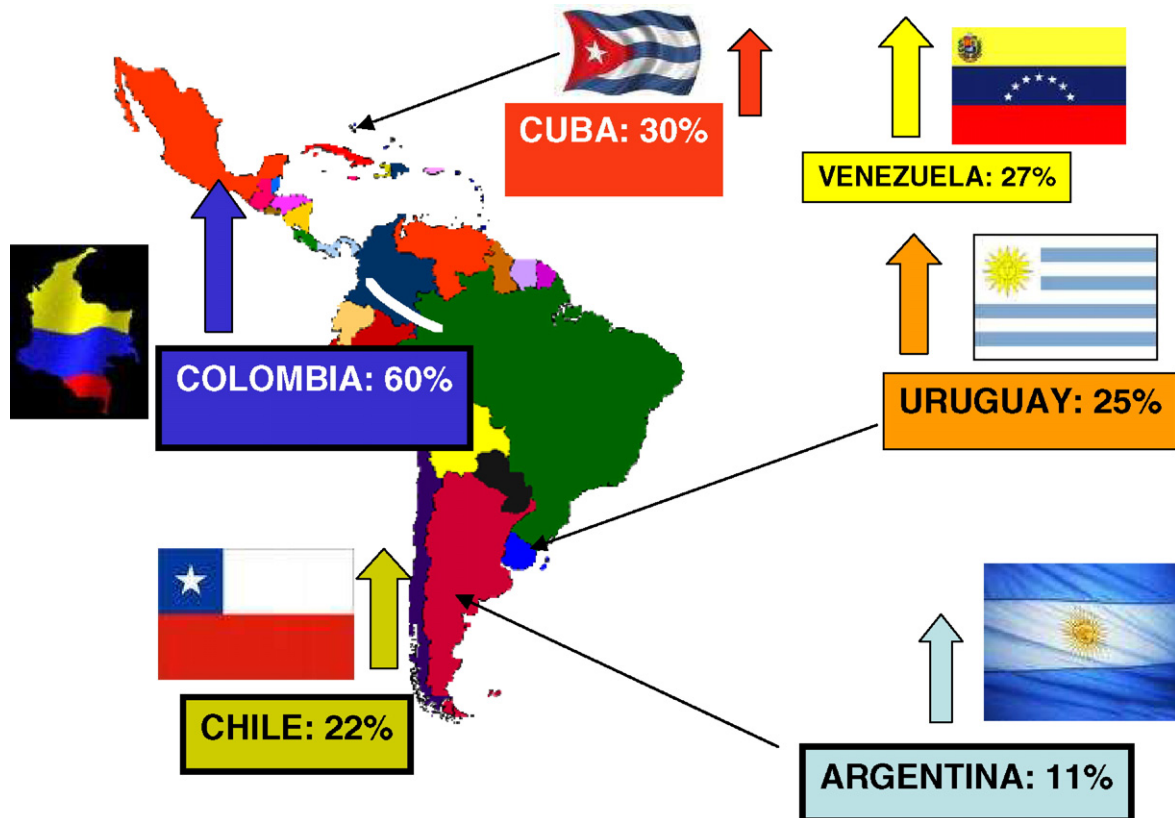 CUBA: 30%
VENEZUELA: 27%
COLOMBIA: 60%
URUGUAY: 25%
CHILE: 22%
ARGENTINA: 11%